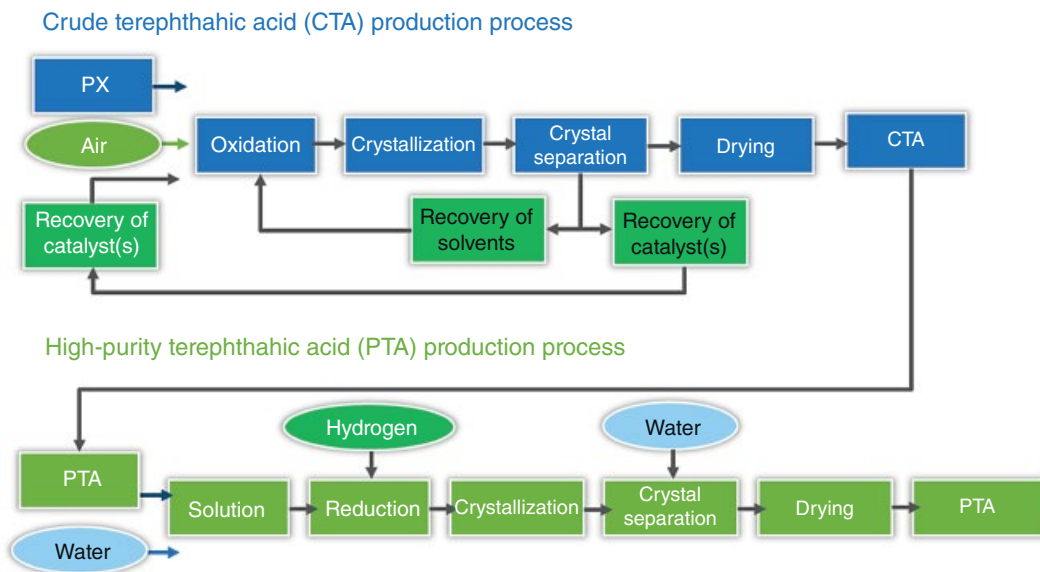 Crude terephthahic acid (CTA) production process
PX
Air
Oxidation
Crystallization
Crystal
separation
Drying
CTA
Recovery of
catalyst(s)
Recovery of
solvents
Recovery of
catalyst(s)
High-purity terephthahic acid (PTA) production process
Hydrogen
Water
PTA
Solution
Reduction
Crystallization
Crystal
separation
Drying
PTA
Water